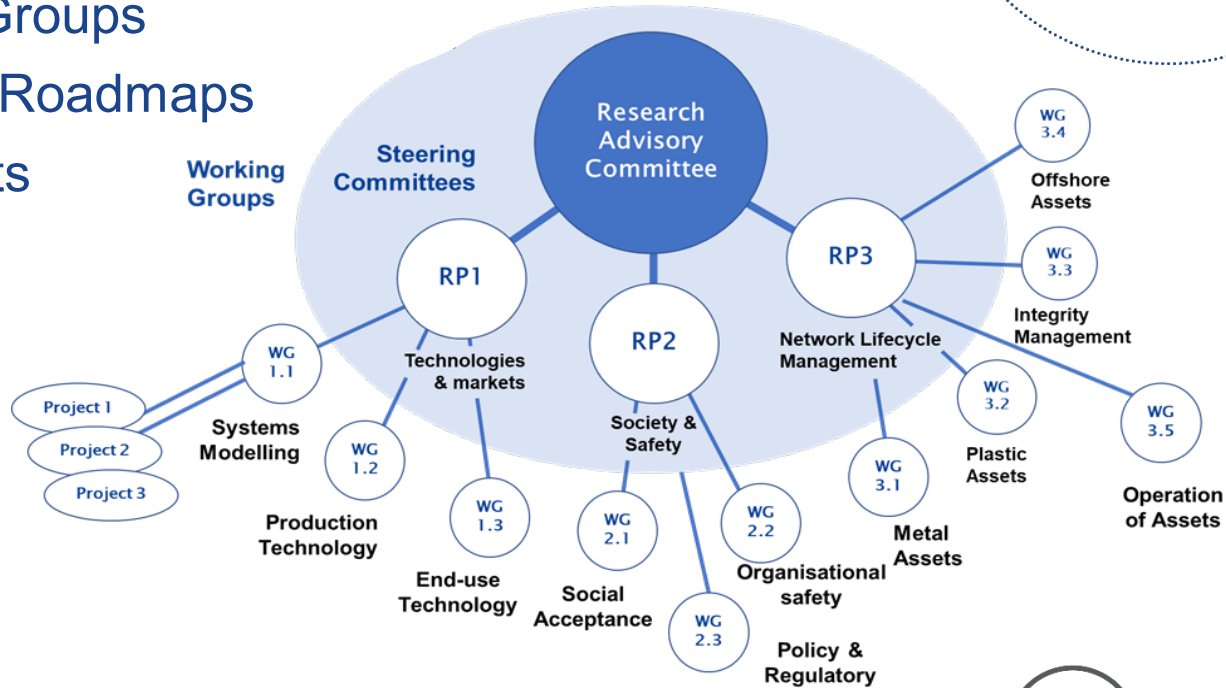 Roadmaps
Working
Groups
Steering
Committees
Research
Advisory
Committee
RP1
Technologies
& markets
RP2
Society &
Safety
RP3
Network Lifecycle
Management
WG
1.1
Systems
Modelling
Project 1
Project 2
Project 3
WG
1.2
Production
Technology
WG
1.3
End-use
Technology
WG
2.1
Social
Acceptance
WG
2.2
Organisational
safety
WG
2.3
Policy &
Regulatory
WG
3.1
Metal
Assets
WG
3.2
Plastic
Assets
WG
3.3
Integrity
Management
WG
3.4
Offshore
Assets
WG
3.5
Operation
of Assets